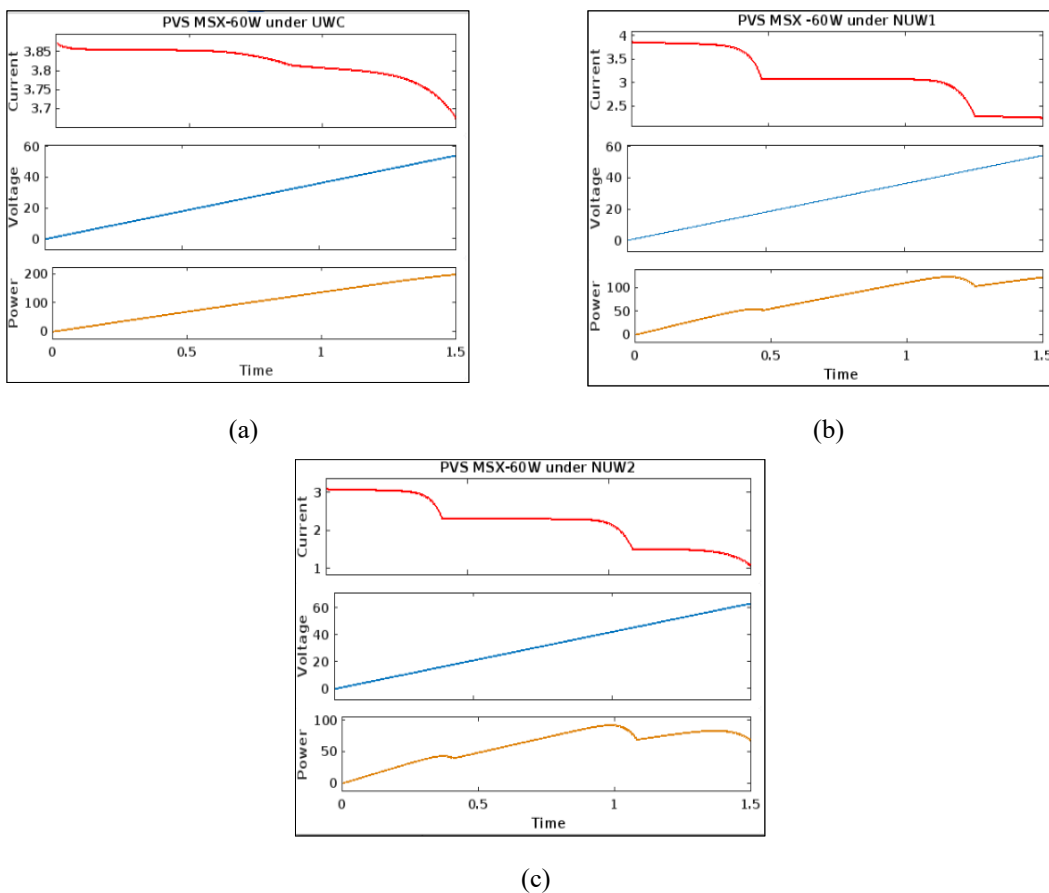 PVS MSX-60W under UWC
Current
3.85
3.8
3.75
3.7
Voltage
60
40
20
0
Power
200
100
0
0
0.5
1
1.5
Time
(a)
PVS MSX -60W under NUW1
Current
4
3.5
3
2.5
Voltage
60
40
20
0
Power
100
50
0
0
0.5
1
1.5
Time
(b)
PVS MSX-60W under NUW2
Current
3
2
1
Voltage
60
40
20
0
Power
100
50
0
0
0.5
1
1.5
Time
(c)